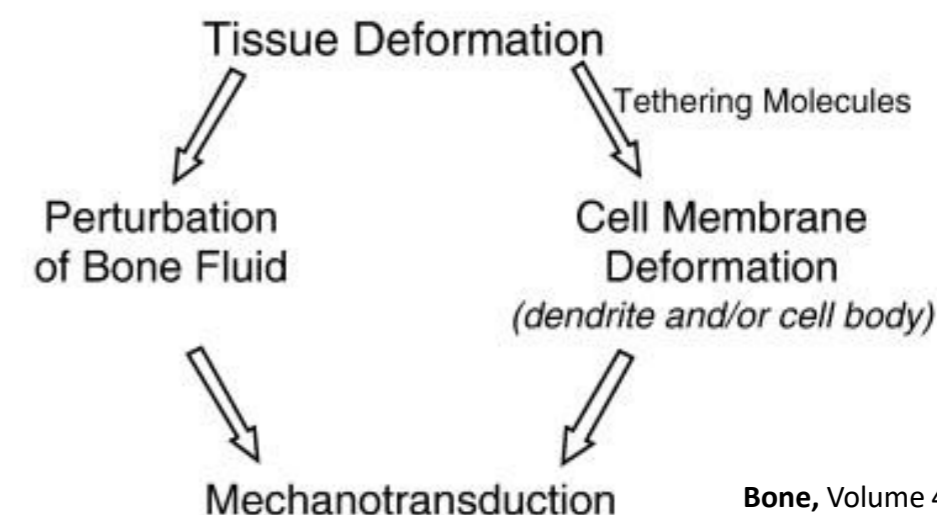 Tissue Deformation
Tethering Molecules
Perturbation
of Bone Fluid
Cell Membrane
Deformation
(dendrite and/or cell body)
Mechanotransduction
Bone, Volume 4